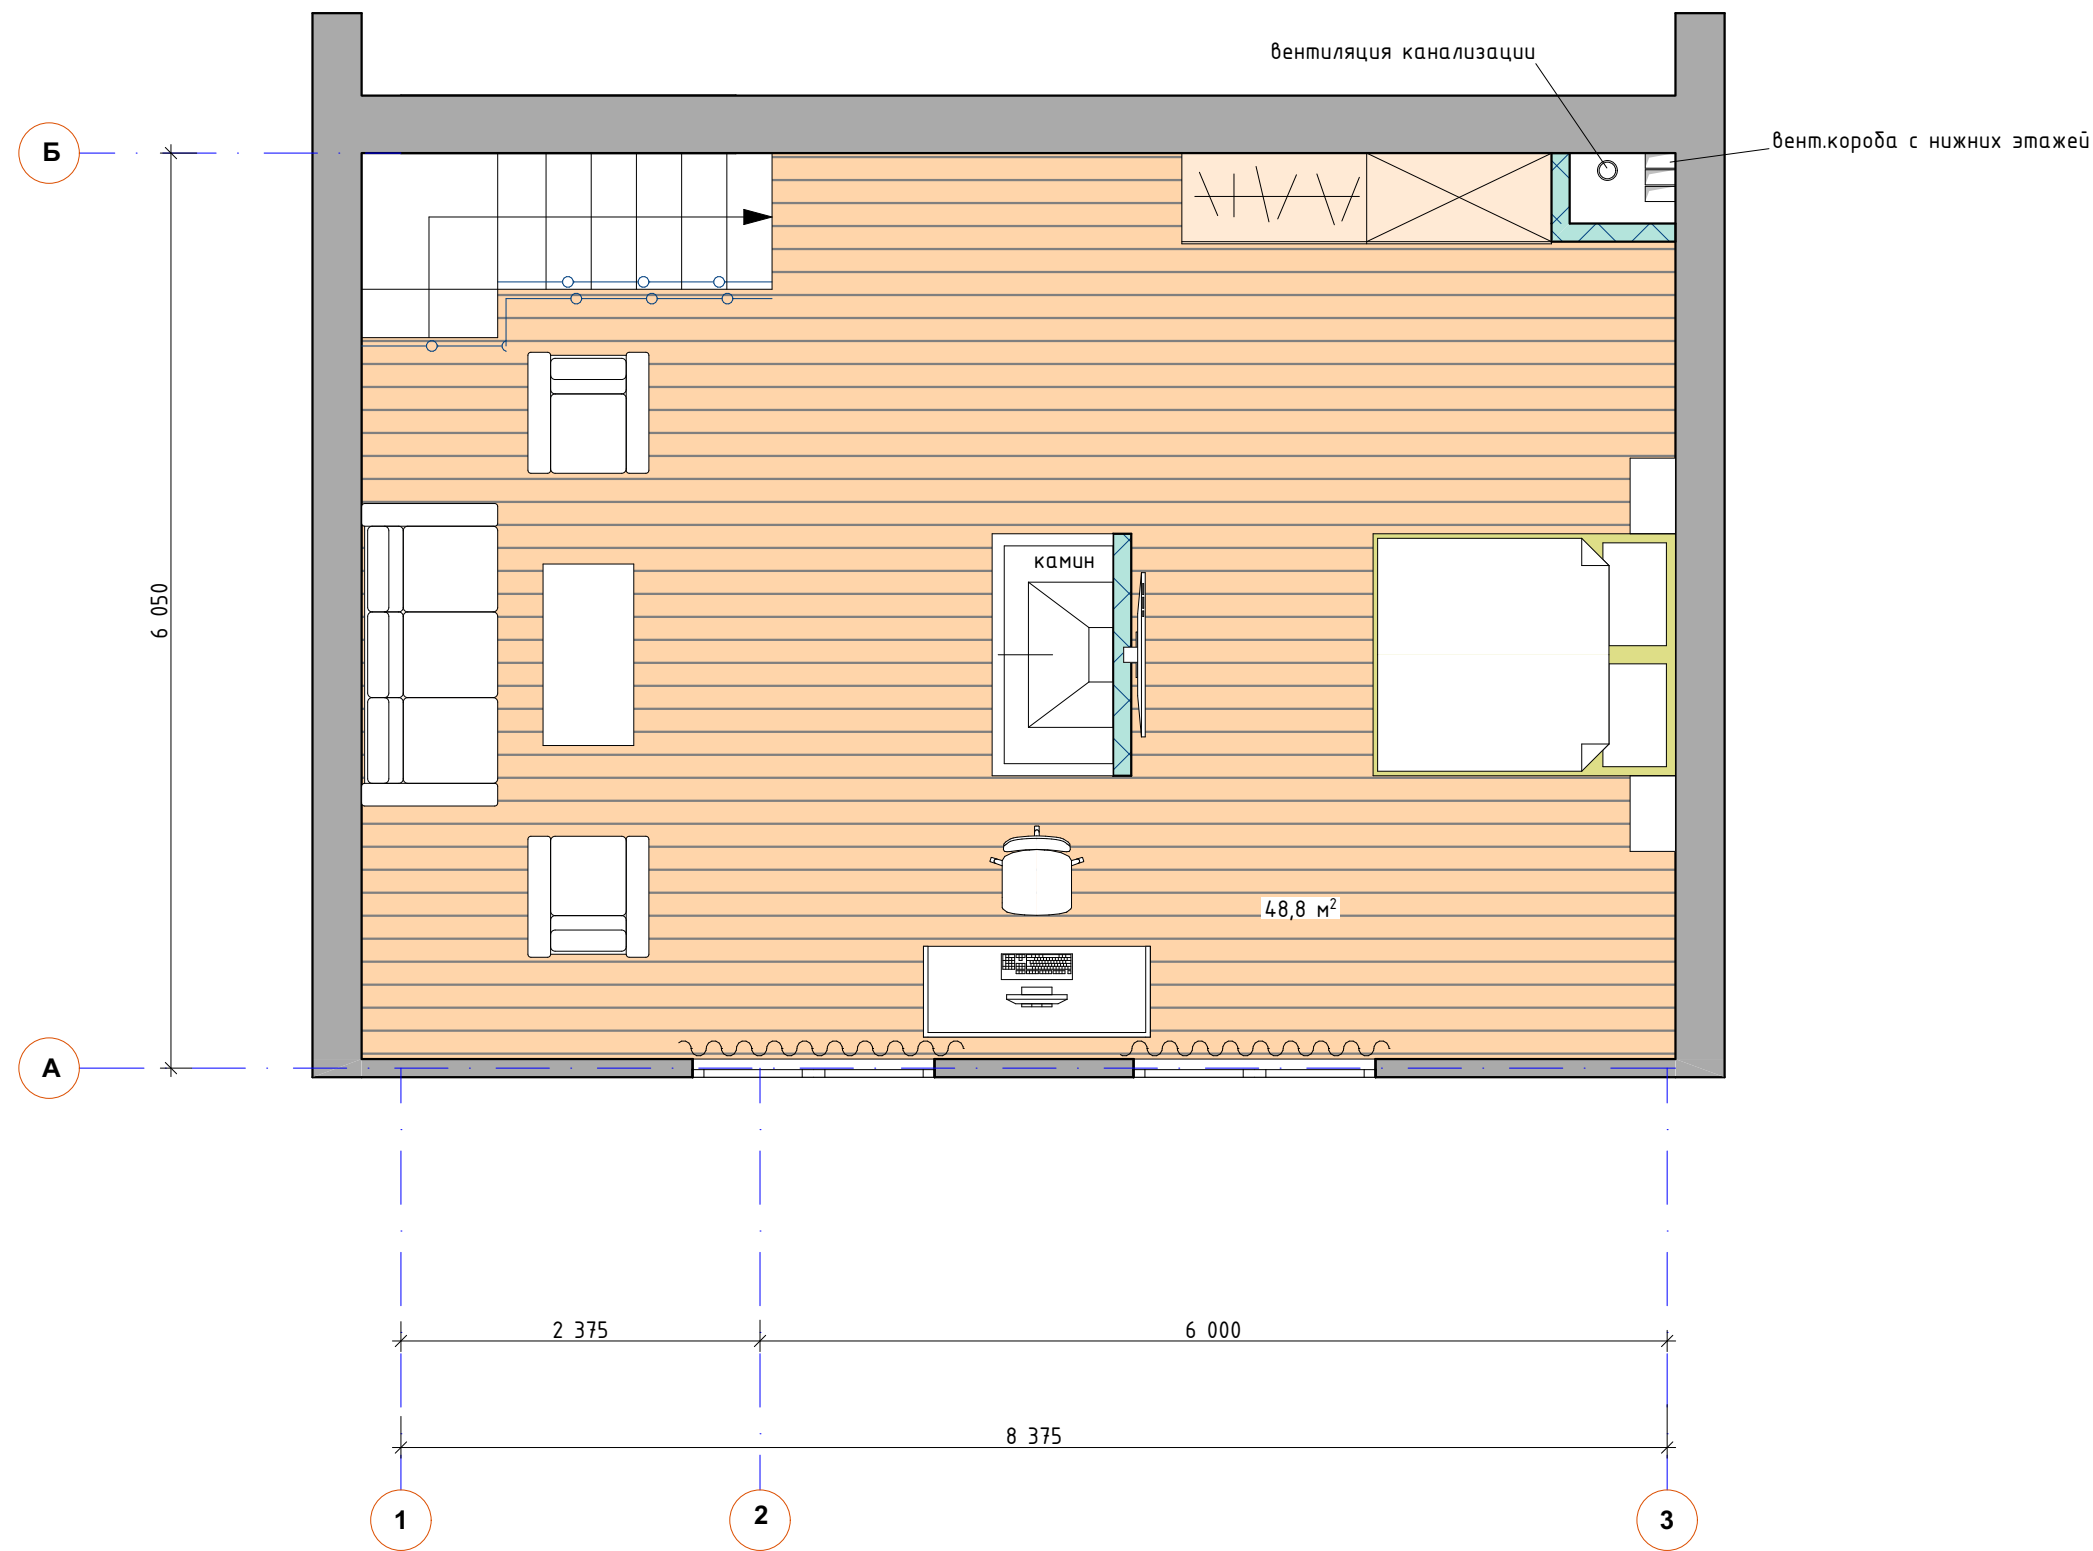 вентиляция канализации
вент.короба с нижних этажей
Б
камин
6 050
48,8 м²
А
2 375
6 000
8 375
1
2
3